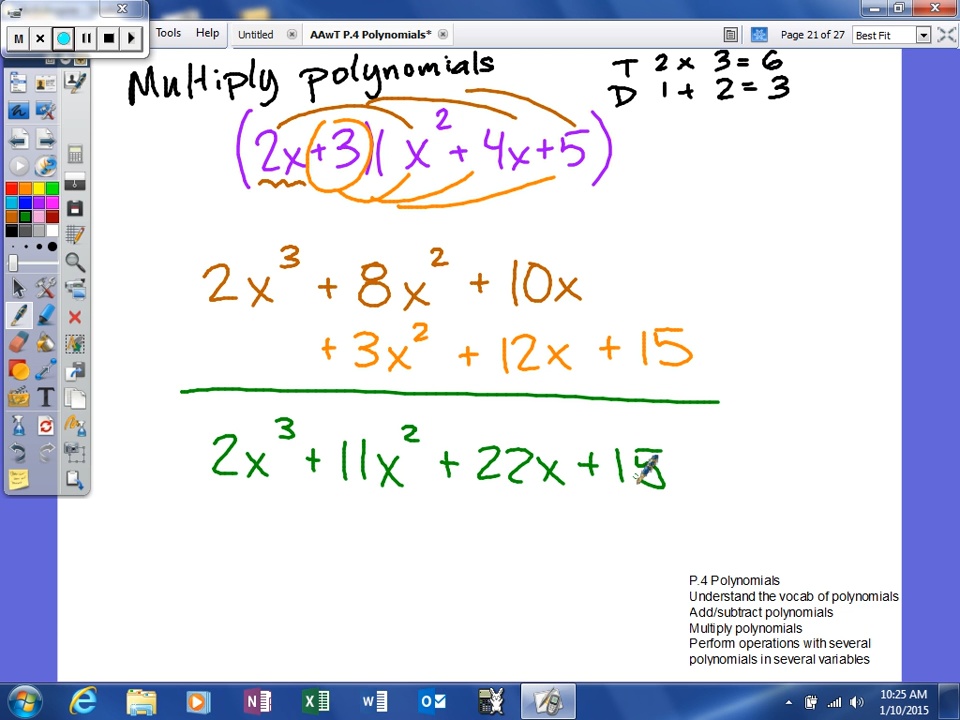 M
Tools Help Untitled AAwT P.4 Polynomials* Page 21 of 27 Best Fit
Multiply polynomials
T 2 x 3 = 6
D 1 + 2 = 3
(2x+3)(x² + 4x+5)
2x³ + 8x² + 10x
+ 3x² + 12x + 15
2x³ + 11x² + 22x + 15
P.4 Polynomials
Understand the vocab of polynomials
Add/subtract polynomials
Multiply polynomials
Perform operations with several
polynomials in several variables
10:25 AM
1/10/2015